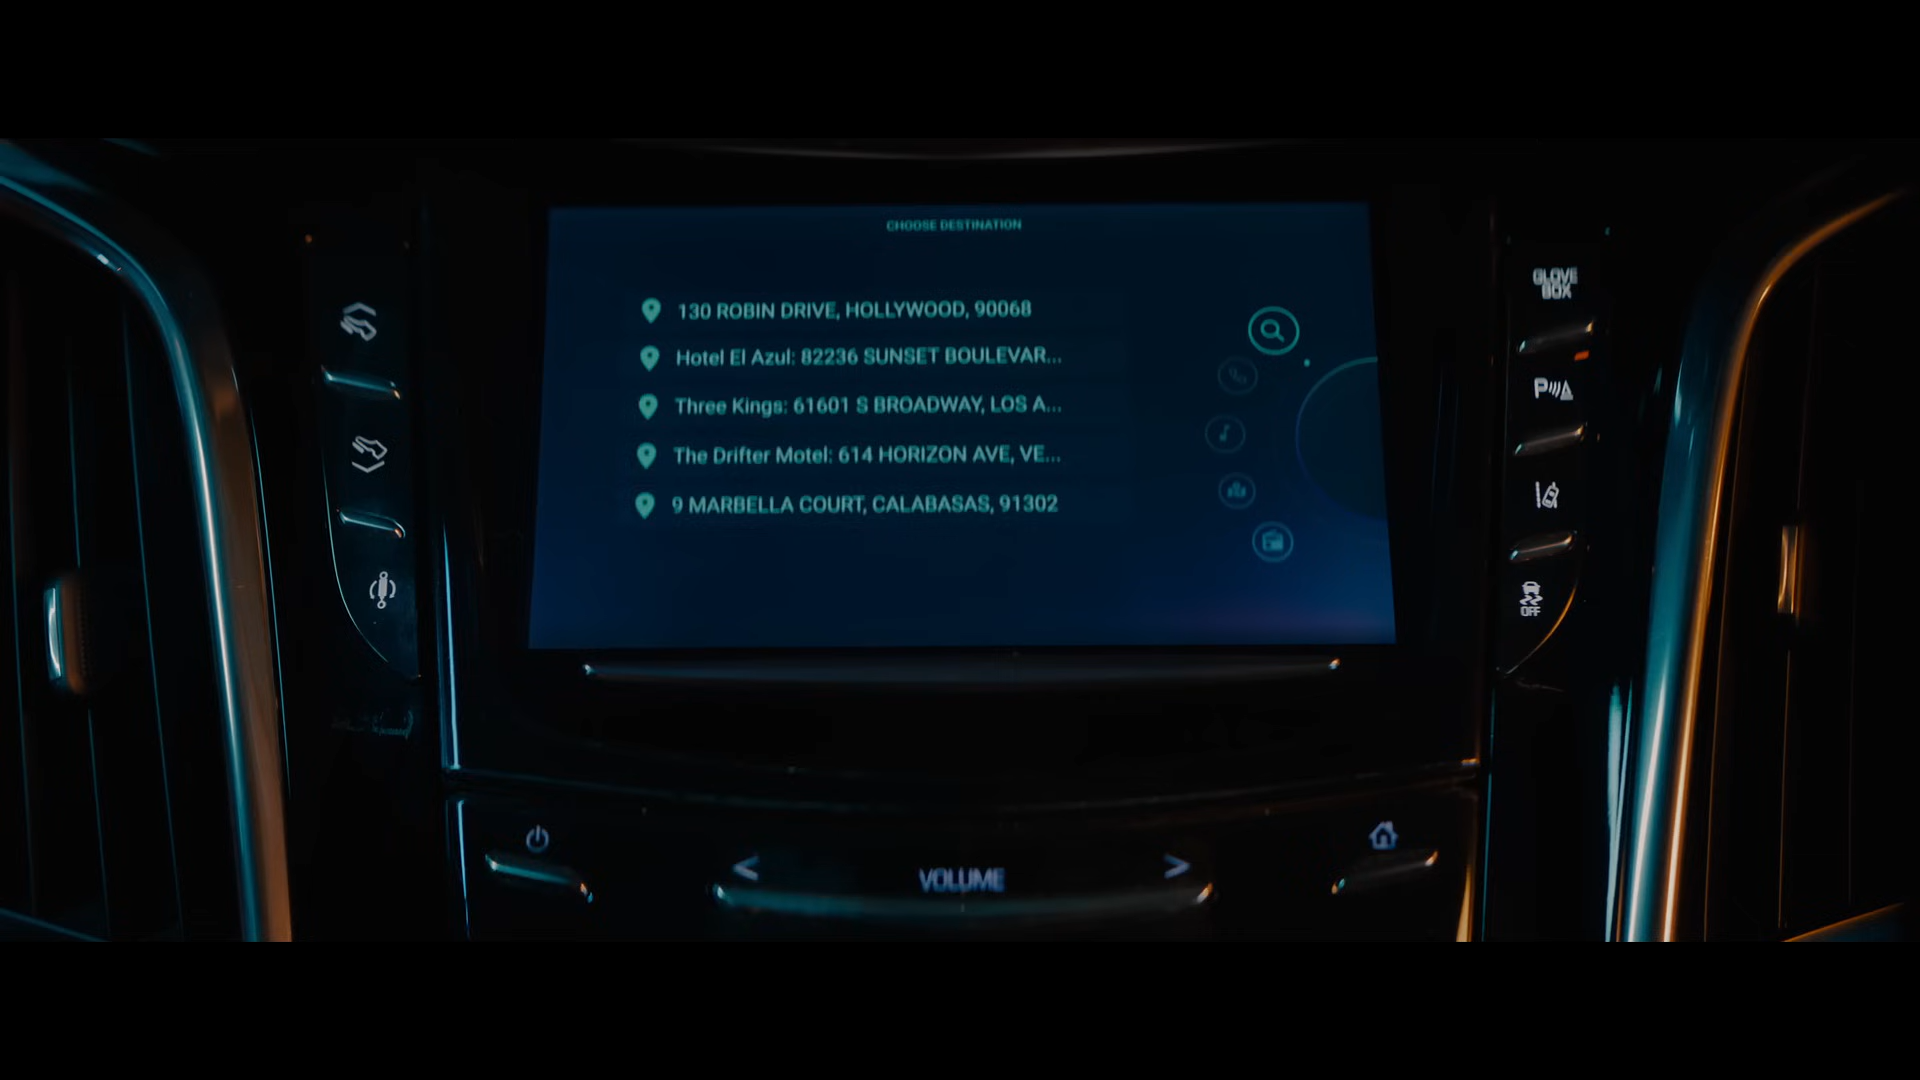 CHOOSE DESTINATION
130 ROBIN DRIVE, HOLLYWOOD, 90068
Hotel El Azul: 82236 SUNSET BOULEVAR...
Three Kings: 61601 S BROADWAY, LOS A...
The Drifter Motel: 614 HORIZON AVE, VE...
9 MARBELLA COURT, CALABASAS, 91302
GLOVE
BOX
P
OFF
< VOLUME >